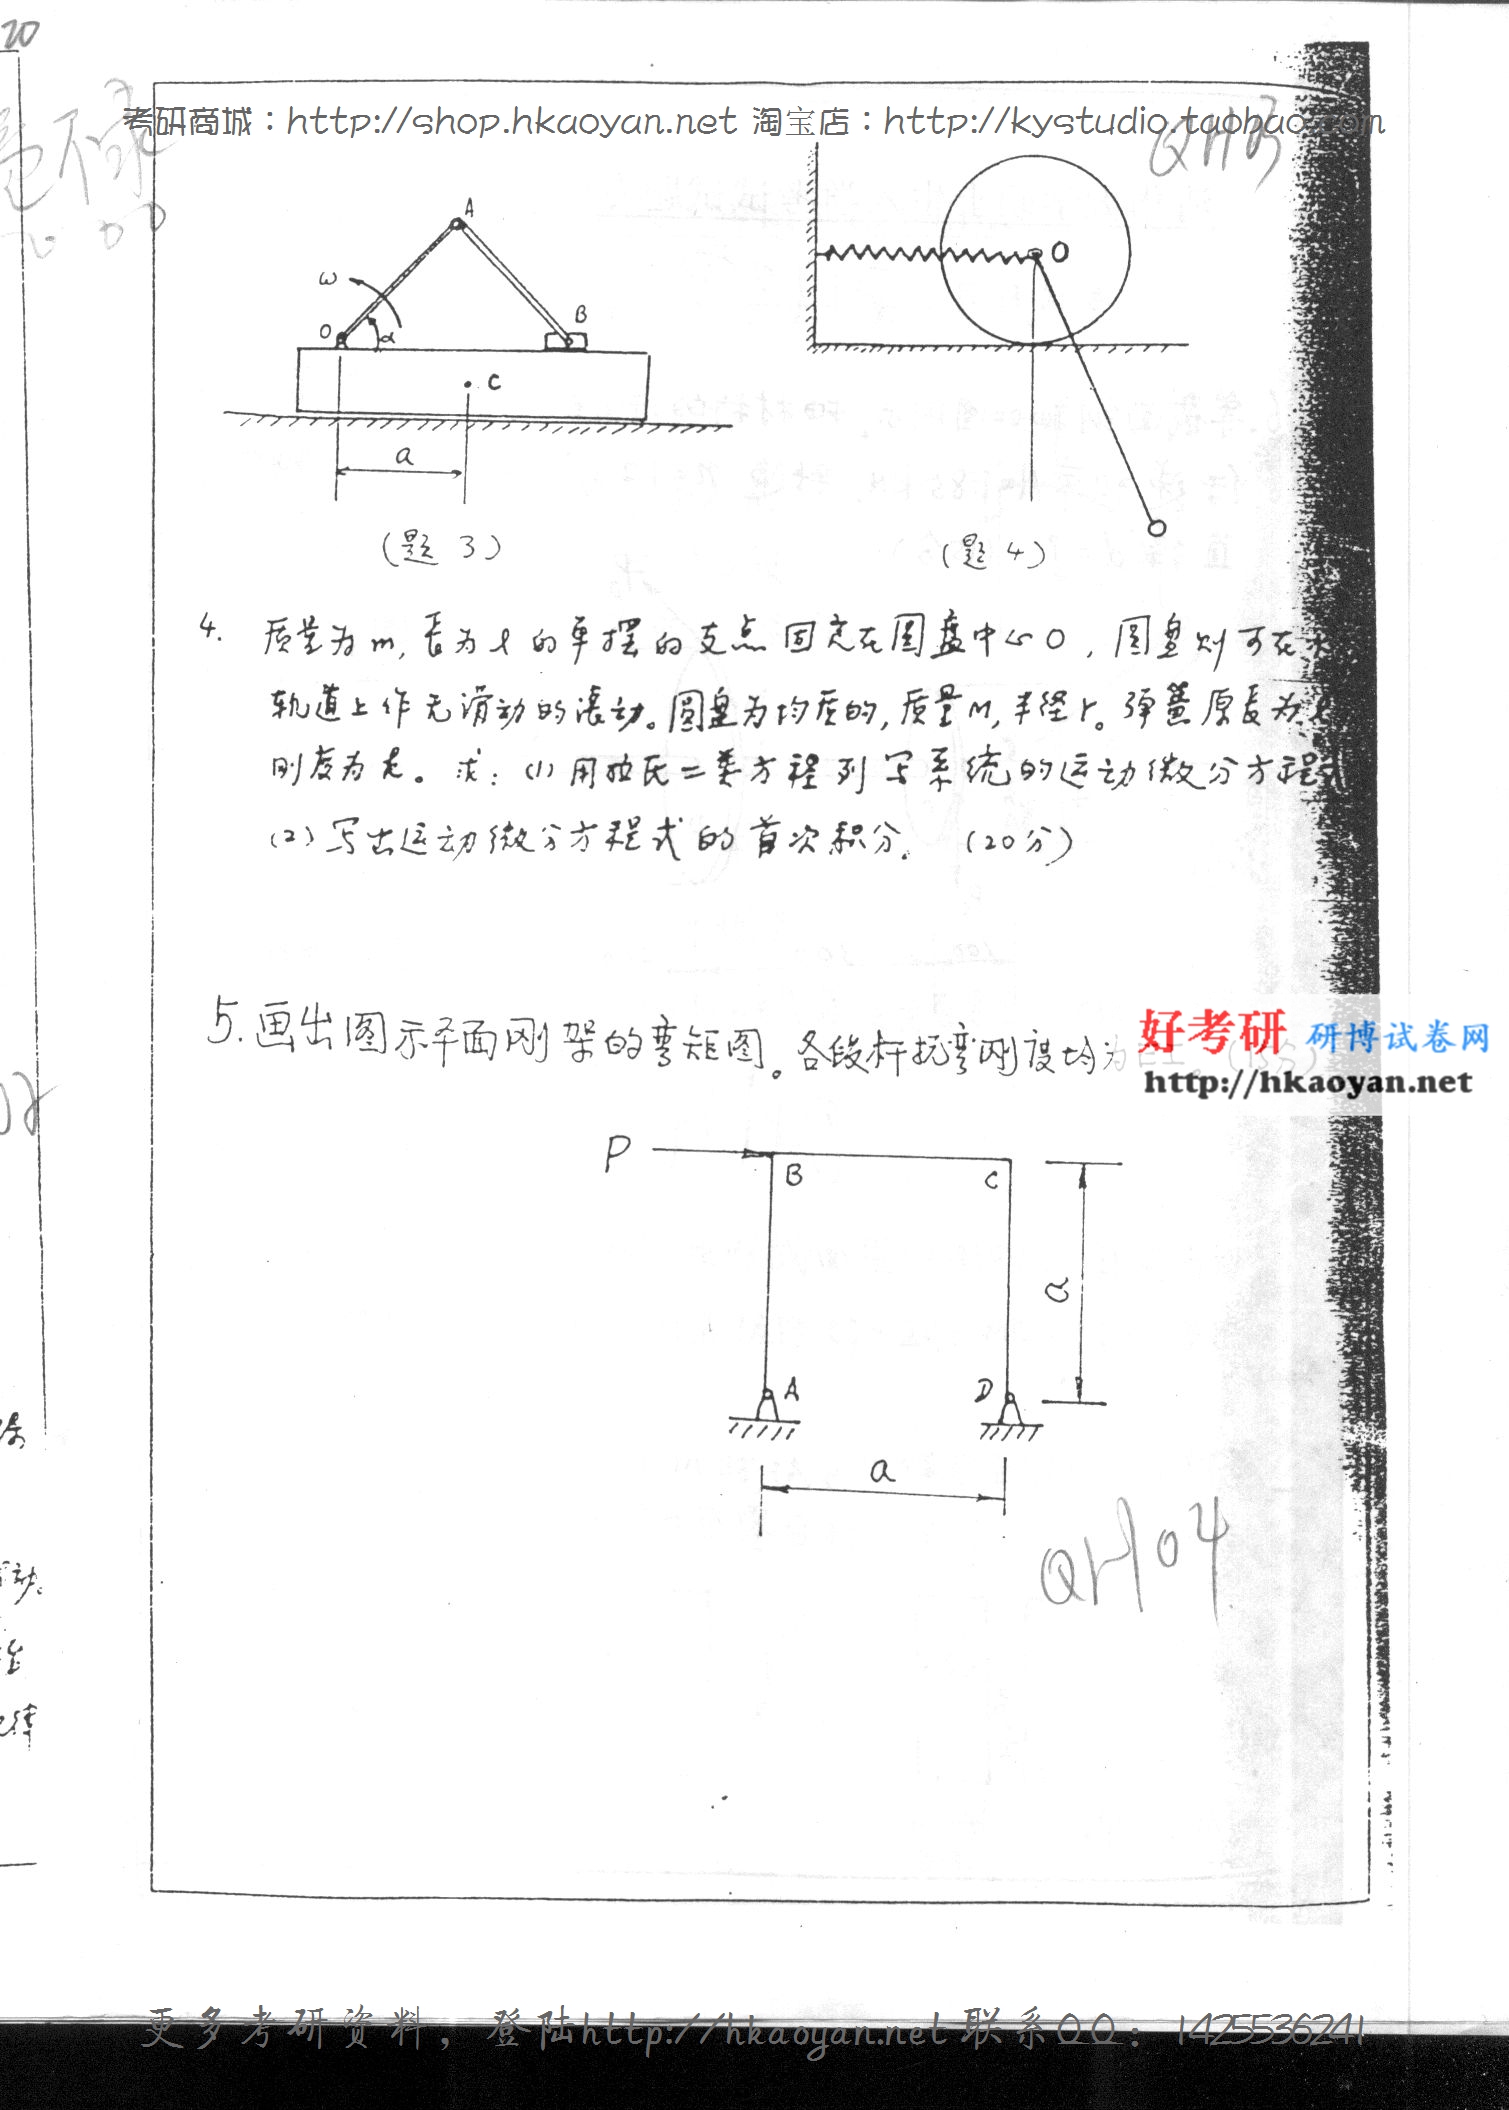 20
考研商城：http://shop.hkaoyan.net 淘宝店：http://kystudio.taobao.com
A
ω
O
α
B
C
a
(题 3)
O
(题 4)
4. 质量为m,长为l的单摆的支点固定在圆盘中心O,圆盘则可在
轨道上作无滑动的滚动。圆盘为均质的,质量M,半径r。弹簧原长为
刚度为k。求:(1)用拉氏二类方程列写系统的运动微分方程式
(2)写出运动微分方程式的首次积分。 (20分)
5.画出图示平面刚架的弯矩图。各段杆抗弯刚度均为EI。(15分)
好考研 研博试卷网
http://hkaoyan.net
P
B
C
a
A
D
a
QH04
更多考研资料，登陆http://hkaoyan.net联系QQ：1425536241